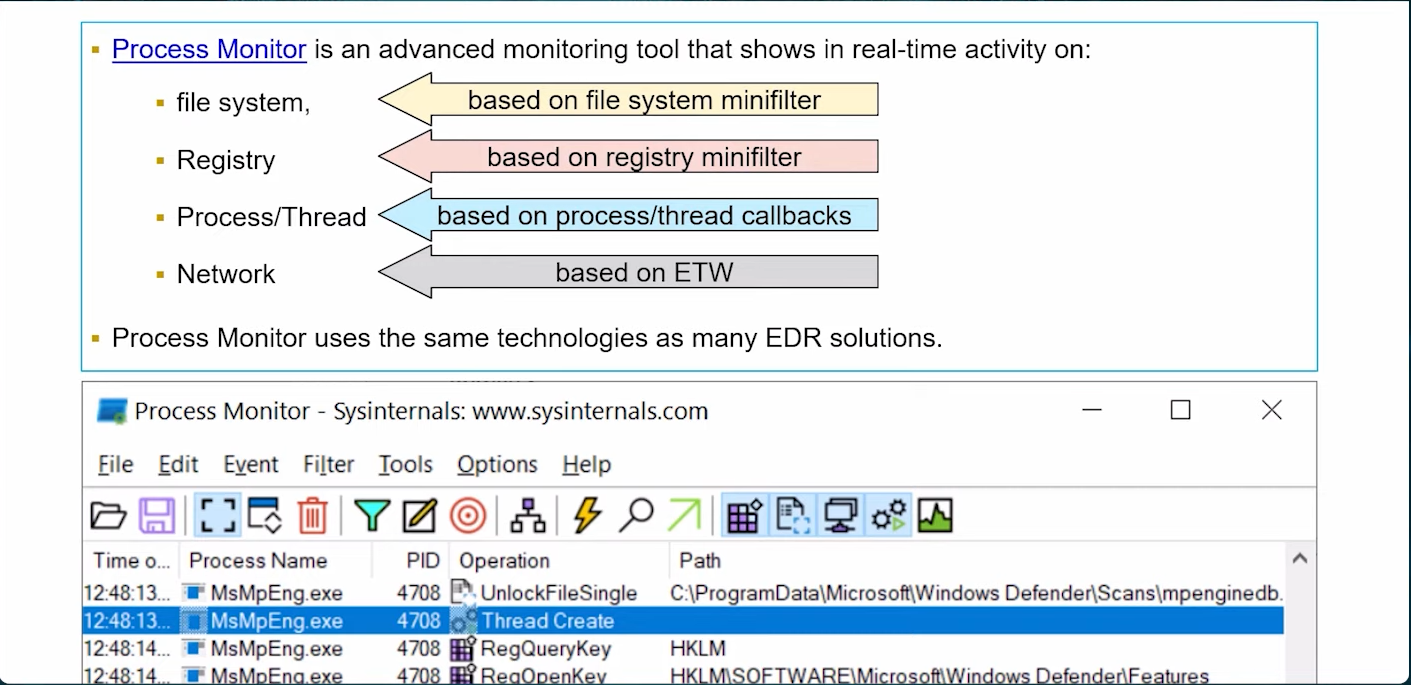 Process Monitor is an advanced monitoring tool that shows in real-time activity on:
file system,
based on file system minifilter
Registry
based on registry minifilter
Process/Thread
based on process/thread callbacks
Network
based on ETW
Process Monitor uses the same technologies as many EDR solutions.
Process Monitor - Sysinternals: www.sysinternals.com
File Edit Event Filter Tools Options Help
Time o... Process Name PID Operation Path
12:48:13... MsMpEng.exe 4708 UnlockFileSingle C:\ProgramData\Microsoft\Windows Defender\Scans\mpenginedb.
12:48:13... MsMpEng.exe 4708 Thread Create
12:48:14... MsMpEng.exe 4708 RegQueryKey HKLM
12:48:14... MsMpEng.exe 4708 RegOpenKey HKLM\SOFTWARE\Microsoft\Windows Defender\Features